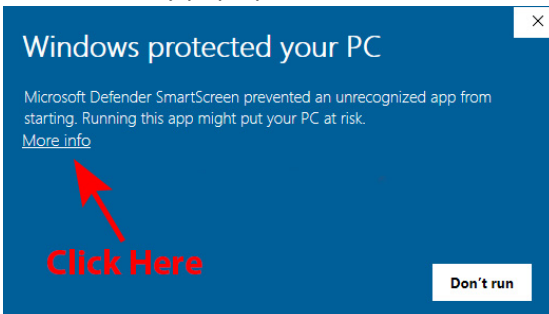 Windows protected your PC
Microsoft Defender SmartScreen prevented an unrecognized app from
starting. Running this app might put your PC at risk.
More info
Click Here
Don't run